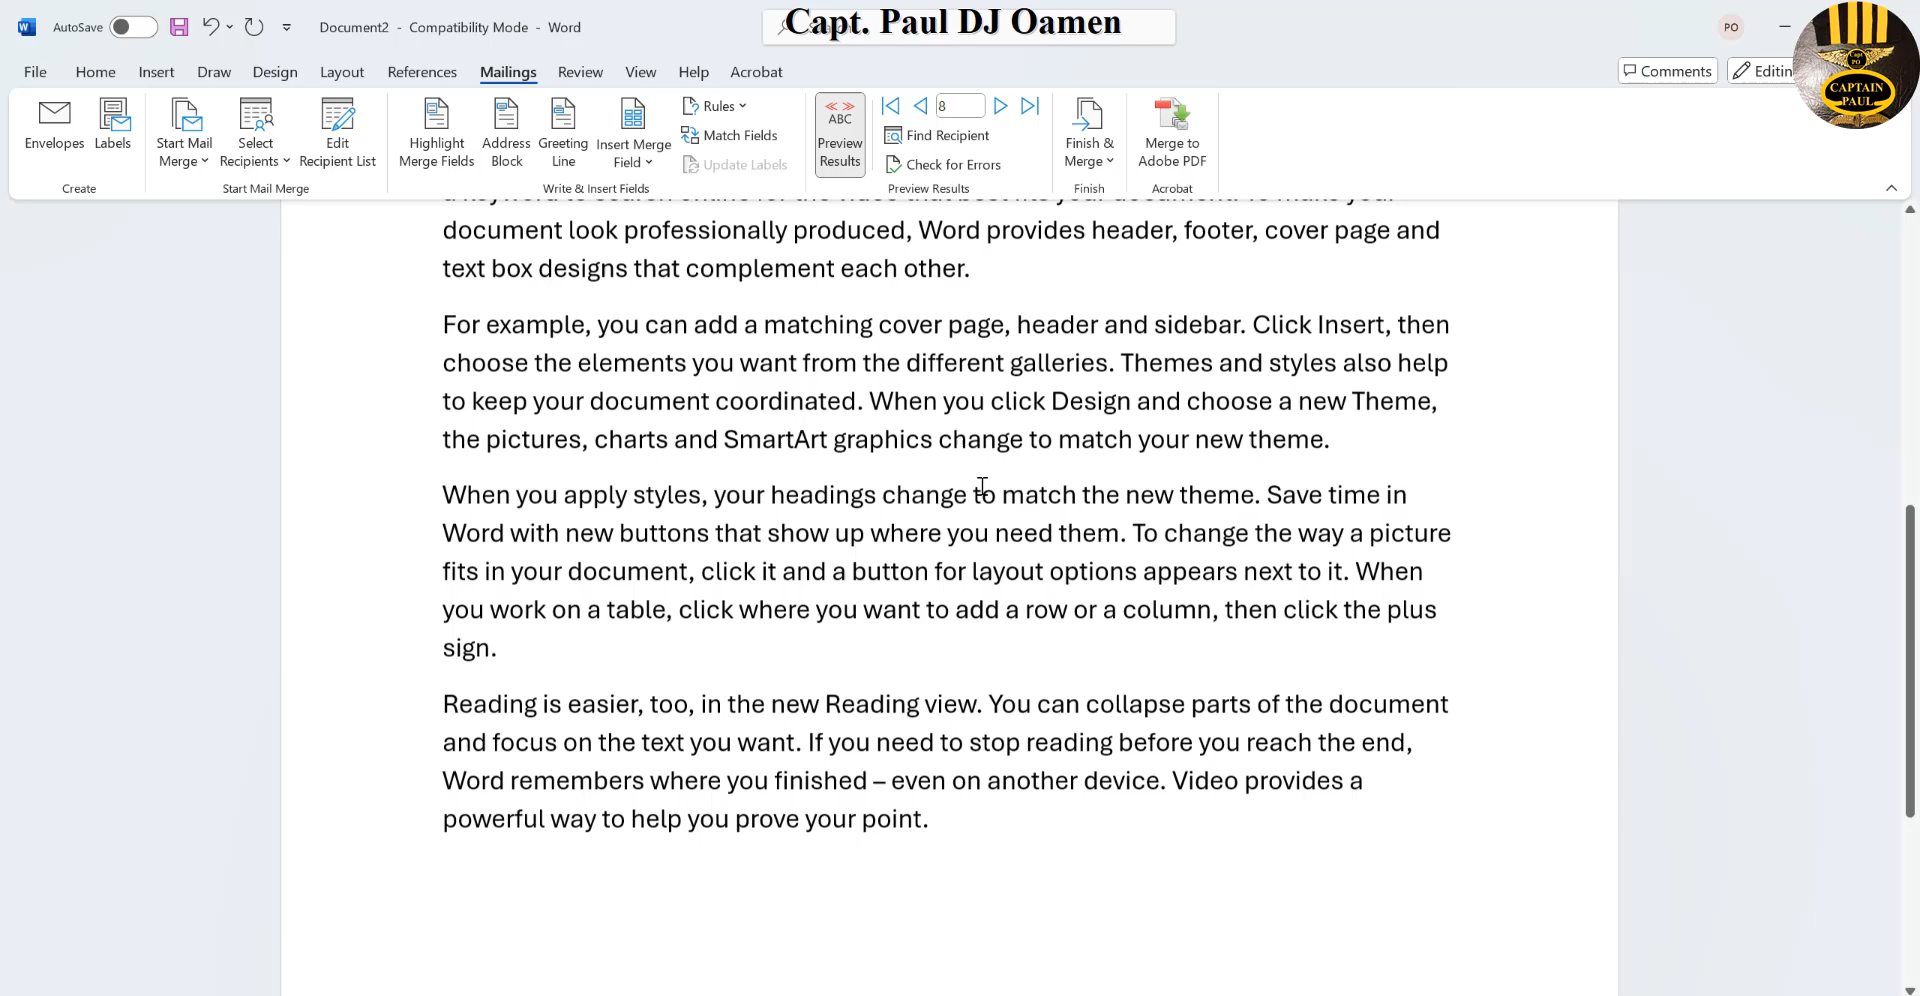 AutoSave
Document2 - Compatibility Mode - Word
Capt. Paul DJ Oamen
PO
File Home Insert Draw Design Layout References Mailings Review View Help Acrobat
Comments
CAPTAIN
PAUL
Envelopes
Labels
Create
Start Mail
Merge
Select
Recipients
Edit
Recipient List
Start Mail Merge
Highlight
Merge Fields
Address
Block
Greeting
Line
Insert Merge
Field
Rules
Match Fields
Update Labels
Write & Insert Fields
ABC
Preview
Results
8
Find Recipient
Check for Errors
Preview Results
Finish &
Merge
Finish
Merge to
Adobe PDF
Acrobat
document look professionally produced, Word provides header, footer, cover page and
text box designs that complement each other.
For example, you can add a matching cover page, header and sidebar. Click Insert, then
choose the elements you want from the different galleries. Themes and styles also help
to keep your document coordinated. When you click Design and choose a new Theme,
the pictures, charts and SmartArt graphics change to match your new theme.
When you apply styles, your headings change to match the new theme. Save time in
Word with new buttons that show up where you need them. To change the way a picture
fits in your document, click it and a button for layout options appears next to it. When
you work on a table, click where you want to add a row or a column, then click the plus
sign.
Reading is easier, too, in the new Reading view. You can collapse parts of the document
and focus on the text you want. If you need to stop reading before you reach the end,
Word remembers where you finished – even on another device. Video provides a
powerful way to help you prove your point.